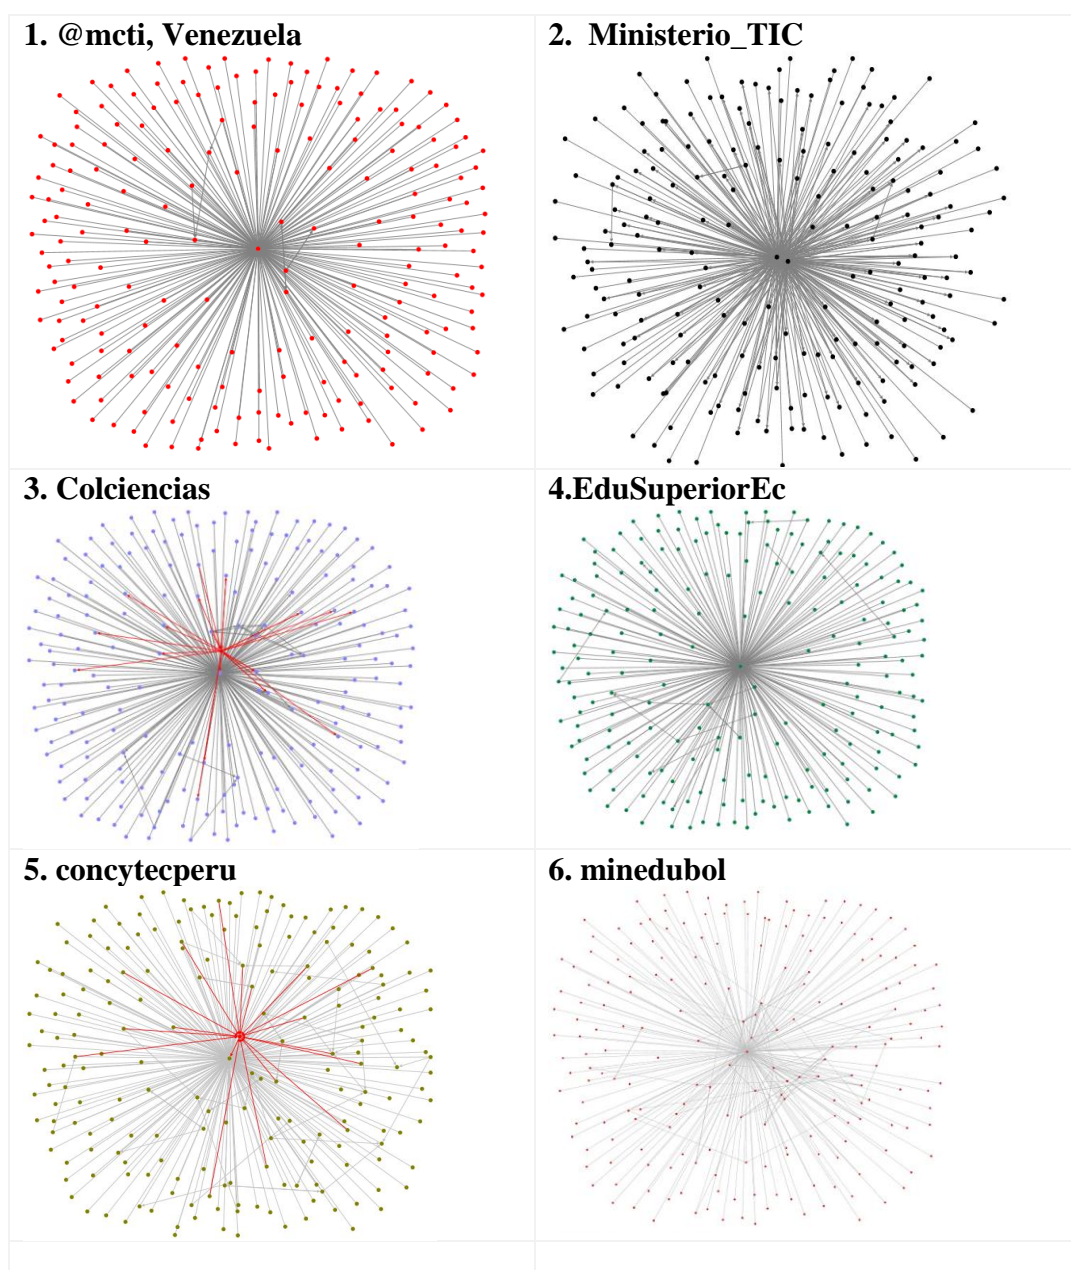 1. @mcti, Venezuela
2. Ministerio_TIC
3. Colciencias
4.EduSuperiorEc
5. concytecperu
6. minedubol